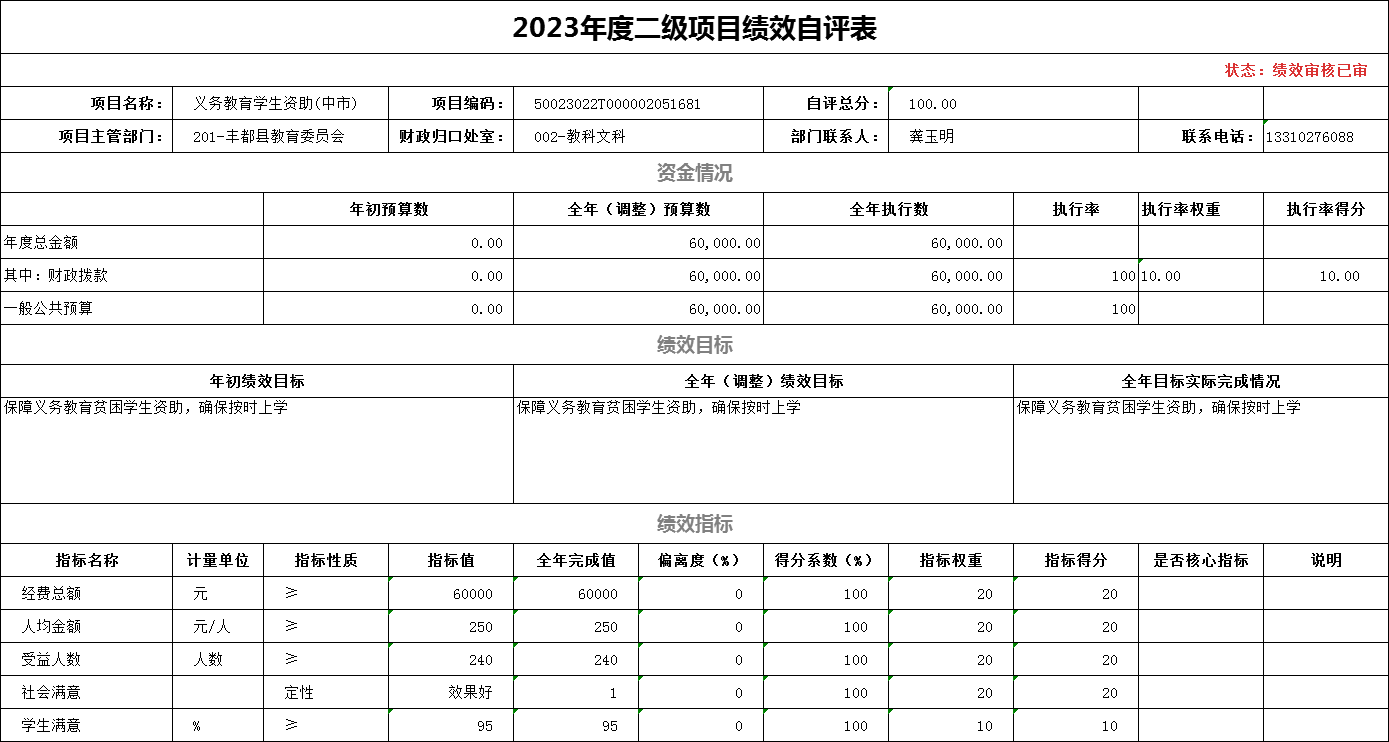 2023年度二级项目绩效自评表
状态：绩效审核已审
项目名称： 义务教育学生资助(中市) 项目编码： 50023022T000002051681 自评总分： 100.00
项目主管部门： 201-丰都县教育委员会 财政归口处室： 002-教科文科 部门联系人： 龚玉明 联系电话： 13310276088
资金情况
年初预算数 全年（调整）预算数 全年执行数 执行率 执行率权重 执行率得分
年度总金额 0.00 60,000.00 60,000.00
其中：财政拨款 0.00 60,000.00 60,000.00 100 10.00 10.00
一般公共预算 0.00 60,000.00 60,000.00 100
绩效目标
年初绩效目标 全年（调整）绩效目标 全年目标实际完成情况
保障义务教育贫困学生资助，确保按时上学 保障义务教育贫困学生资助，确保按时上学 保障义务教育贫困学生资助，确保按时上学
绩效指标
指标名称 计量单位 指标性质 指标值 全年完成值 偏离度（%） 得分系数（%） 指标权重 指标得分 是否核心指标 说明
经费总额 元 ≥ 60000 60000 0 100 20 20
人均金额 元/人 ≥ 250 250 0 100 20 20
受益人数 人数 ≥ 240 240 0 100 20 20
社会满意 定性 效果好 1 0 100 20 20
学生满意 % ≥ 95 95 0 100 10 10